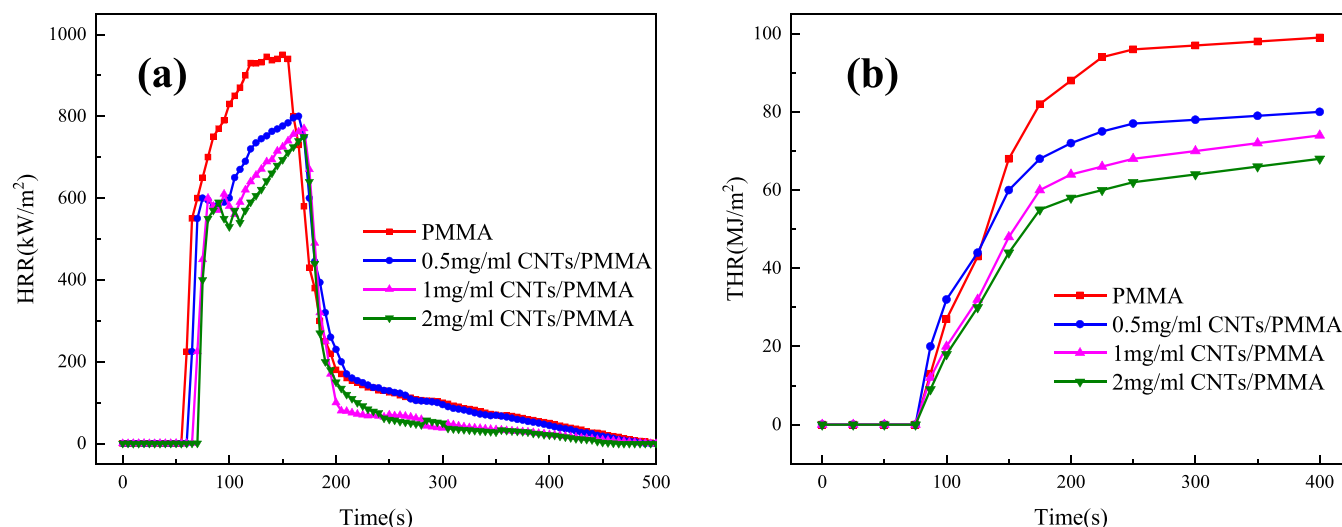 (a)
HRR(kW/m²)
1000
800
600
400
200
0
PMMA
0.5mg/ml CNTs/PMMA
1mg/ml CNTs/PMMA
2mg/ml CNTs/PMMA
0 100 200 300 400 500
Time(s)
(b)
THR(MJ/m²)
100
80
60
40
20
0
PMMA
0.5mg/ml CNTs/PMMA
1mg/ml CNTs/PMMA
2mg/ml CNTs/PMMA
0 100 200 300 400
Time(s)